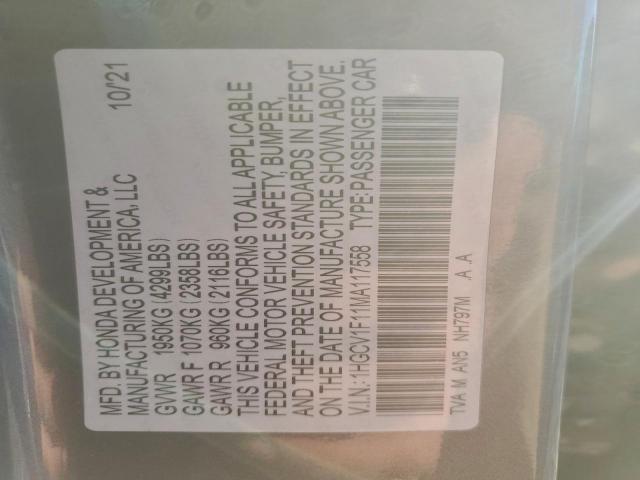 MFD. BY HONDA DEVELOPMENT & 10/21
MANUFACTURING OF AMERICA, LLC
GVWR 1950KG (4299LBS)
GAWR F 1070KG (2358LBS)
GAWR R 960KG (2116LBS)
THIS VEHICLE CONFORMS TO ALL APPLICABLE
FEDERAL MOTOR VEHICLE SAFETY, BUMPER,
AND THEFT PREVENTION STANDARDS IN EFFECT
ON THE DATE OF MANUFACTURE SHOWN ABOVE.
V.I.N.:1HGCV1F11MA117558 TYPE:PASSENGER CAR
TVA M AN5 NH797M .A .A